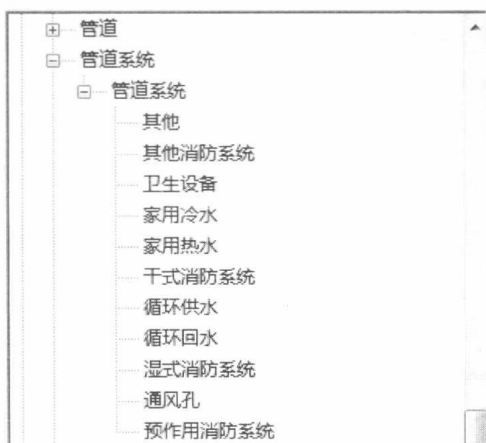 管道
管道系统
管道系统
其他
其他消防系统
卫生设备
家用冷水
家用热水
干式消防系统
循环供水
循环回水
湿式消防系统
通风孔
预作用消防系统